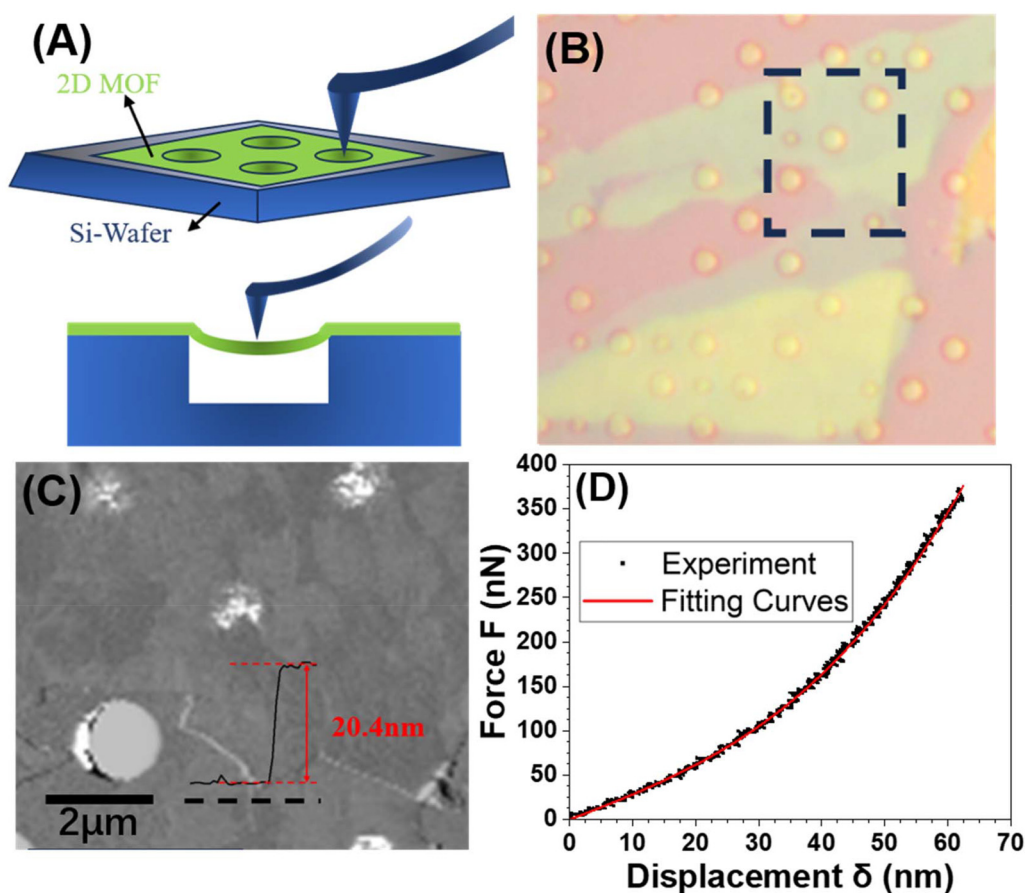 (A)
2D MOF
Si-Wafer
(B)
(C)
20.4nm
2μm
(D)
400
350
300
250
200
150
100
50
0
Force F (nN)
Experiment
Fitting Curves
0 10 20 30 40 50 60 70
Displacement δ (nm)